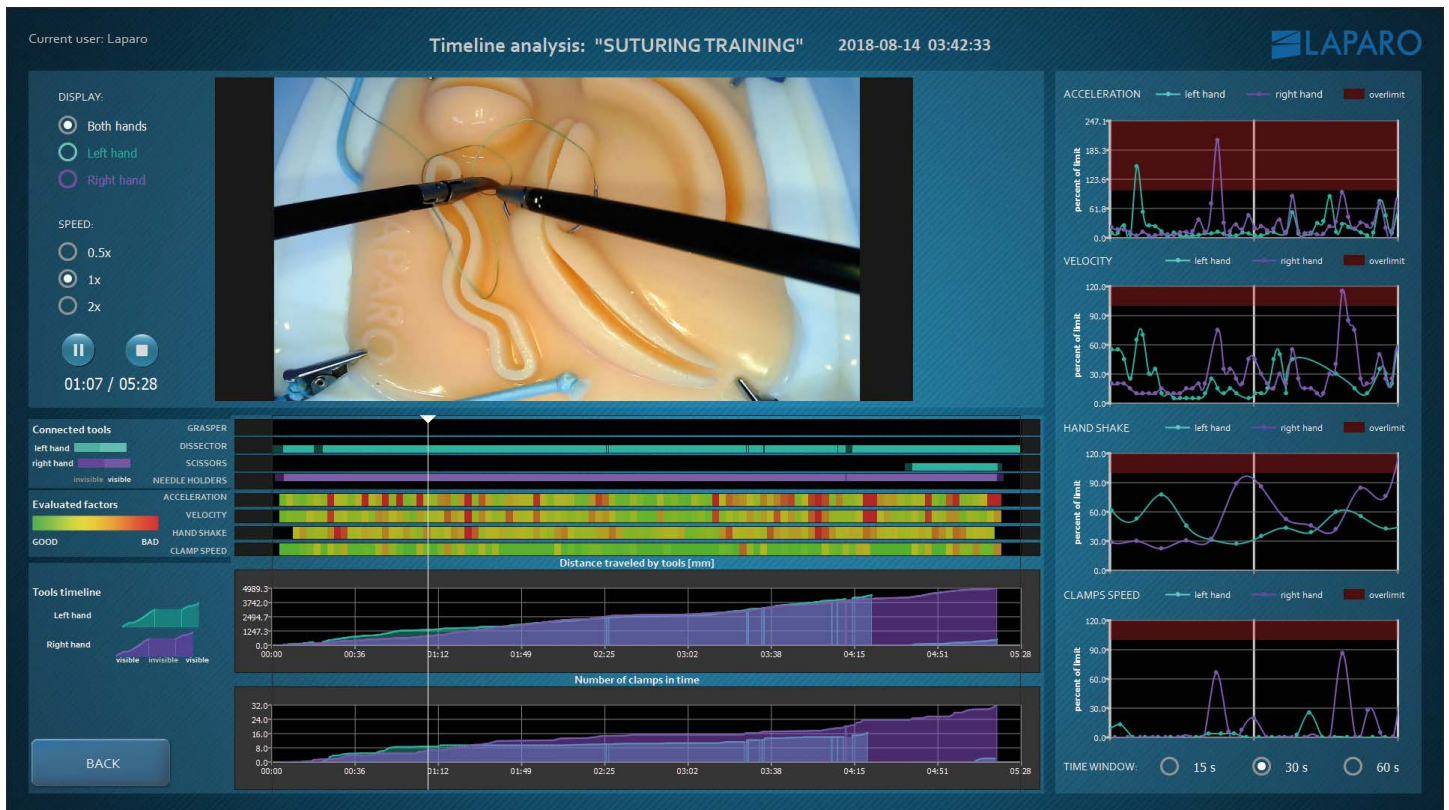 Current user: Laparo
Timeline analysis: "SUTURING TRAINING" 2018-08-14 03:42:33
LAPARO
DISPLAY:
Both hands
Left hand
Right hand
SPEED:
0.5x
1x
2x
01:07 / 05:28
LAPARO
Connected tools
left hand
right hand
invisible visible
GRASPER
DISSECTOR
SCISSORS
NEEDLE HOLDERS
Evaluated factors
GOOD BAD
ACCELERATION
VELOCITY
HAND SHAKE
CLAMP SPEED
Tools timeline
Left hand
Right hand
visible invisible visible
Distance traveled by tools [mm]
4989.3
3742.0
2494.7
1247.3
0.0
00:00 00:36 01:12 01:49 02:25 03:02 03:38 04:15 04:51 05:28
Number of clamps in time
32.0
24.0
16.0
8.0
0.0
00:00 00:36 01:12 01:49 02:25 03:02 03:38 04:15 04:51 05:28
BACK
ACCELERATION left hand right hand overlimit
percent of limit
247.1
185.3
123.6
61.8
0.0
VELOCITY left hand right hand overlimit
percent of limit
120.0
90.0
60.0
30.0
0.0
HAND SHAKE left hand right hand overlimit
percent of limit
120.0
90.0
60.0
30.0
0.0
CLAMPS SPEED left hand right hand overlimit
percent of limit
120.0
90.0
60.0
30.0
0.0
TIME WINDOW: 15 s 30 s 60 s